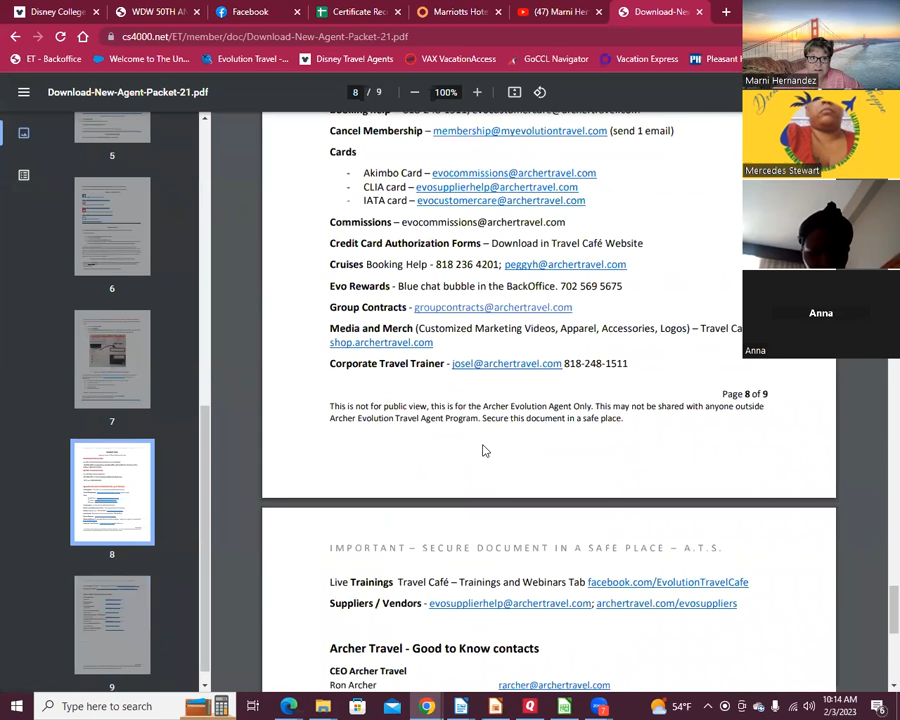 Disney College
WDW 50TH AN
Facebook
Certificate Rec
Marriotts Hote
(47) Marni Her
Download-Ne
cs4000.net/ET/member/doc/Download-New-Agent-Packet-21.pdf
ET - Backoffice
Welcome to The Un...
Evolution Travel -...
Disney Travel Agents
VAX VacationAccess
GoCCL Navigator
Vacation Express
Pleasant
Download-New-Agent-Packet-21.pdf
8 / 9
100%
5
6
7
8
9
Cancel Membership – membership@myevolutiontravel.com (send 1 email)
Cards
- Akimbo Card – evocommissions@archertravel.com
- CLIA card – evosupplierhelp@archertravel.com
- IATA card – evocustomercare@archertravel.com
Commissions – evocommissions@archertravel.com
Credit Card Authorization Forms – Download in Travel Café Website
Cruises Booking Help - 818 236 4201; peggyh@archertravel.com
Evo Rewards - Blue chat bubble in the BackOffice. 702 569 5675
Group Contracts - groupcontracts@archertravel.com
Media and Merch (Customized Marketing Videos, Apparel, Accessories, Logos) – Travel Ca
shop.archertravel.com
Corporate Travel Trainer - josel@archertravel.com 818-248-1511
Page 8 of 9
This is not for public view, this is for the Archer Evolution Agent Only. This may not be shared with anyone outside
Archer Evolution Travel Agent Program. Secure this document in a safe place.
IMPORTANT – SECURE DOCUMENT IN A SAFE PLACE – A.T.S.
Live Trainings Travel Café – Trainings and Webinars Tab facebook.com/EvolutionTravelCafe
Suppliers / Vendors - evosupplierhelp@archertravel.com; archertravel.com/evosuppliers
Archer Travel - Good to Know contacts
CEO Archer Travel
Ron Archer rarcher@archertravel.com
Marni Hernandez
Mercedes Stewart
Anna
Anna
Type here to search
54°F
10:14 AM
2/3/2023
6